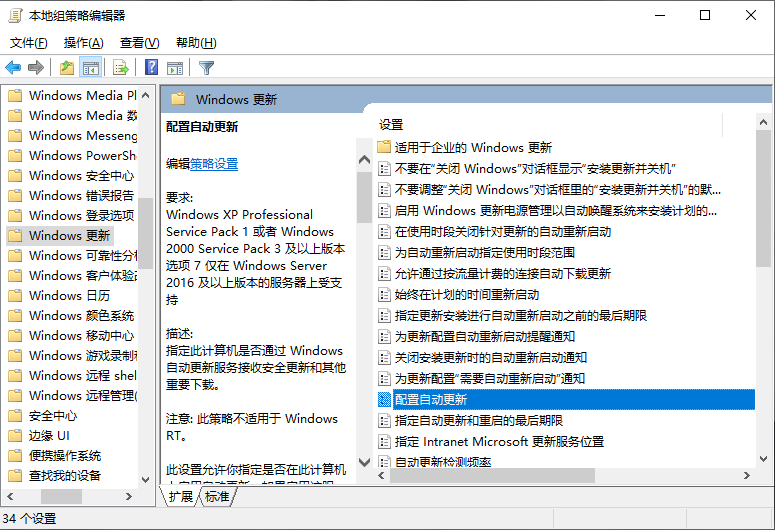 本地组策略编辑器
文件(F) 操作(A) 查看(V) 帮助(H)
Windows Media Pl
Windows Media 数
Windows Messeng
Windows PowerShe
Windows 安全中心
Windows 错误报告
Windows 登录选项
Windows 更新
Windows 可靠性分析
Windows 客户体验改
Windows 日历
Windows 颜色系统
Windows 移动中心
Windows 游戏录制和
Windows 远程 shel
Windows 远程管理(
安全中心
边缘 UI
便携操作系统
查找我的设备
Windows 更新
配置自动更新
编辑策略设置
要求:
Windows XP Professional
Service Pack 1 或者 Windows
2000 Service Pack 3 及以上版本
选项 7 仅在 Windows Server
2016 及以上版本的服务器上受支
持
描述:
指定此计算机是否通过 Windows
自动更新服务接收安全更新和其他
重要下载。
注意: 此策略不适用于 Windows
RT。
此设置允许你指定是否在此计算机
上启用自动更新。如果启用该服
设置
适用于企业的 Windows 更新
不要在“关闭 Windows”对话框显示“安装更新并关机”
不要调整“关闭 Windows”对话框里的“安装更新并关机”的默...
启用 Windows 更新电源管理以自动唤醒系统来安装计划的...
在使用时段关闭针对更新的自动重新启动
为自动重新启动指定使用时段范围
允许通过按流量计费的连接自动下载更新
始终在计划的时间重新启动
指定更新安装进行自动重新启动之前的最后期限
为更新配置自动重新启动提醒通知
关闭安装更新时的自动重新启动通知
为更新配置“需要自动重新启动”通知
配置自动更新
指定自动更新和重启的最后期限
指定 Intranet Microsoft 更新服务位置
自动更新检测频率
扩展 标准
34 个设置